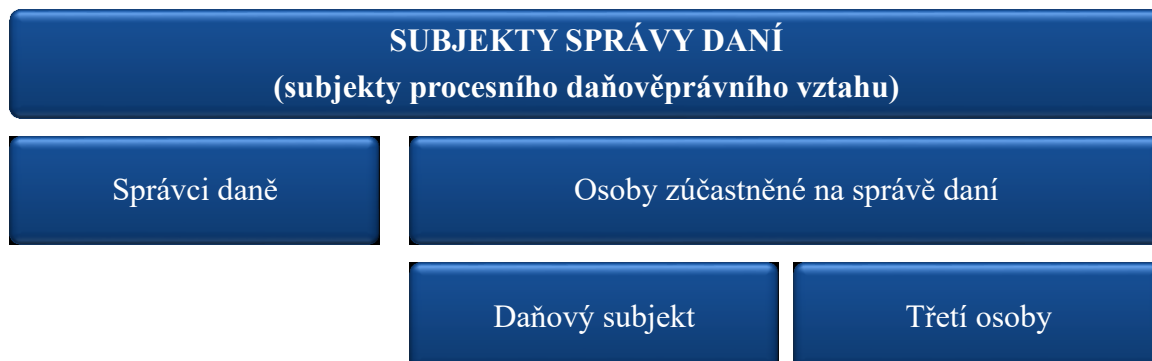 SUBJEKTY SPRÁVY DANÍ
(subjekty procesního daňověprávního vztahu)
Správci daně
Osoby zúčastněné na správě daní
Daňový subjekt
Třetí osoby